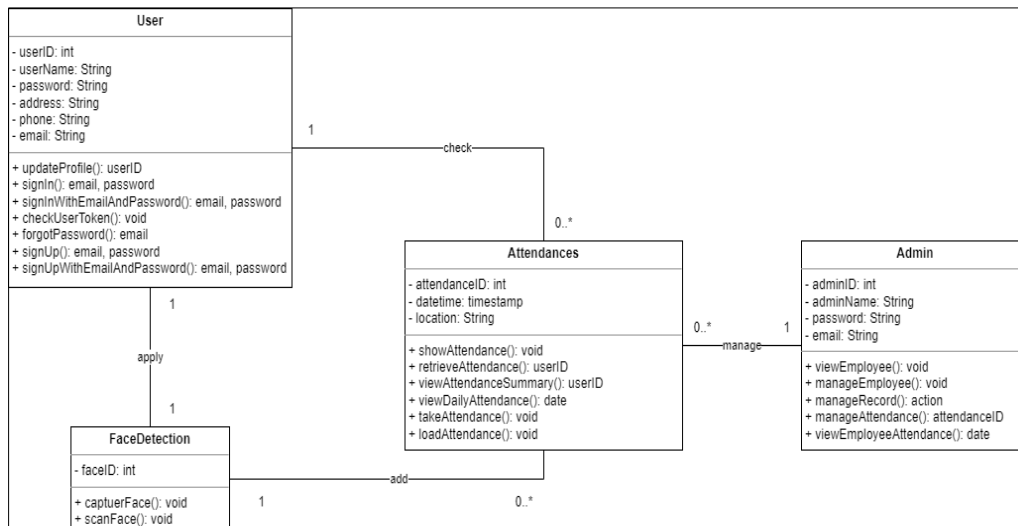 User
- userID: int
- userName: String
- password: String
- address: String
- phone: String
- email: String
+ updateProfile(): userID
+ signIn(): email, password
+ signInWithEmailAndPassword(): email, password
+ checkUserToken(): void
+ forgotPassword(): email
+ signUp(): email, password
+ signUpWithEmailAndPassword(): email, password
1
check
0..*
1
apply
1
Attendances
- attendanceID: int
- datetime: timestamp
- location: String
+ showAttendance(): void
+ retrieveAttendance(): userID
+ viewAttendanceSummary(): userID
+ viewDailyAttendance(): date
+ takeAttendance(): void
+ loadAttendance(): void
0..*
1
manage
Admin
- adminID: int
- adminName: String
- password: String
- email: String
+ viewEmployee(): void
+ manageEmployee(): void
+ manageRecord(): action
+ manageAttendance(): attendanceID
+ viewEmployeeAttendance(): date
FaceDetection
- faceID: int
+ captuerFace(): void
+ scanFace(): void
1
add
0..*